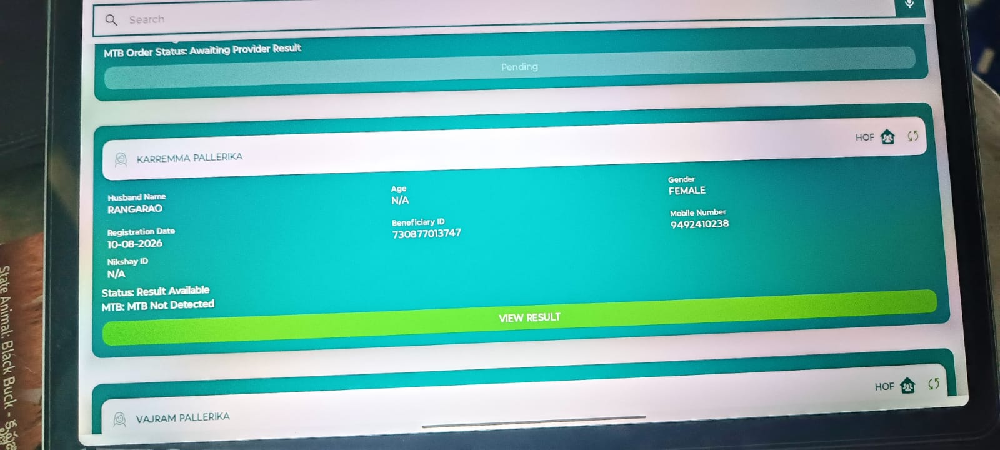 Search
MTB Order Status: Awaiting Provider Result
Pending
KARREMMA PALLERIKA
HOF
Husband Name
RANGARAO
Age
N/A
Gender
FEMALE
Registration Date
10-08-2026
Beneficiary ID
730877013747
Mobile Number
9492410238
Nikshay ID
N/A
Status: Result Available
MTB: MTB Not Detected
VIEW RESULT
VAJRAM PALLERIKA
HOF
State Animal: Black Buck -